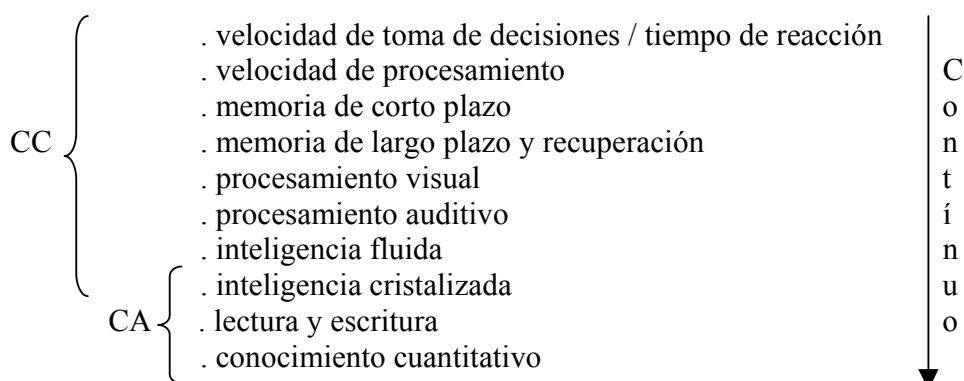 . velocidad de toma de decisiones / tiempo de reacción
. velocidad de procesamiento
. memoria de corto plazo
CC
. memoria de largo plazo y recuperación
. procesamiento visual
. procesamiento auditivo
. inteligencia fluida
. inteligencia cristalizada
CA
. lectura y escritura
. conocimiento cuantitativo
Contínuo